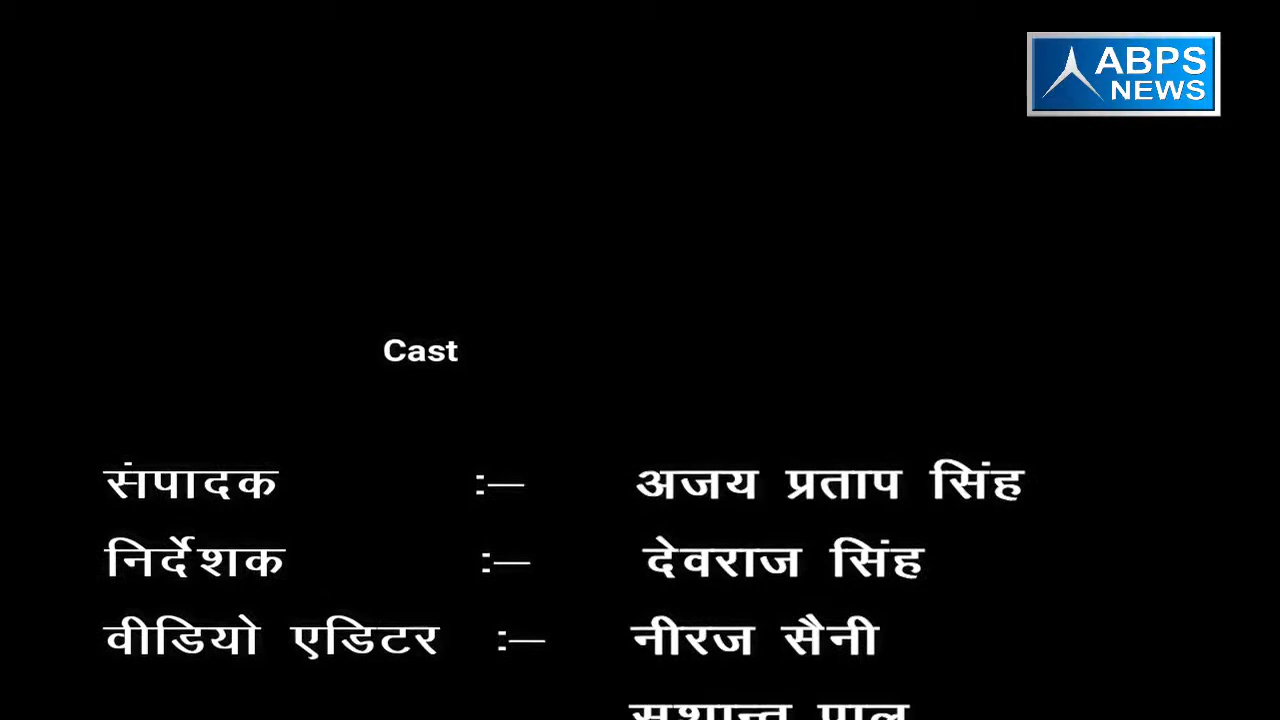 ABPS
NEWS
Cast
संपादक :— अजय प्रताप सिंह
निर्देशक :— देवराज सिंह
वीडियो एडिटर :— नीरज सैनी